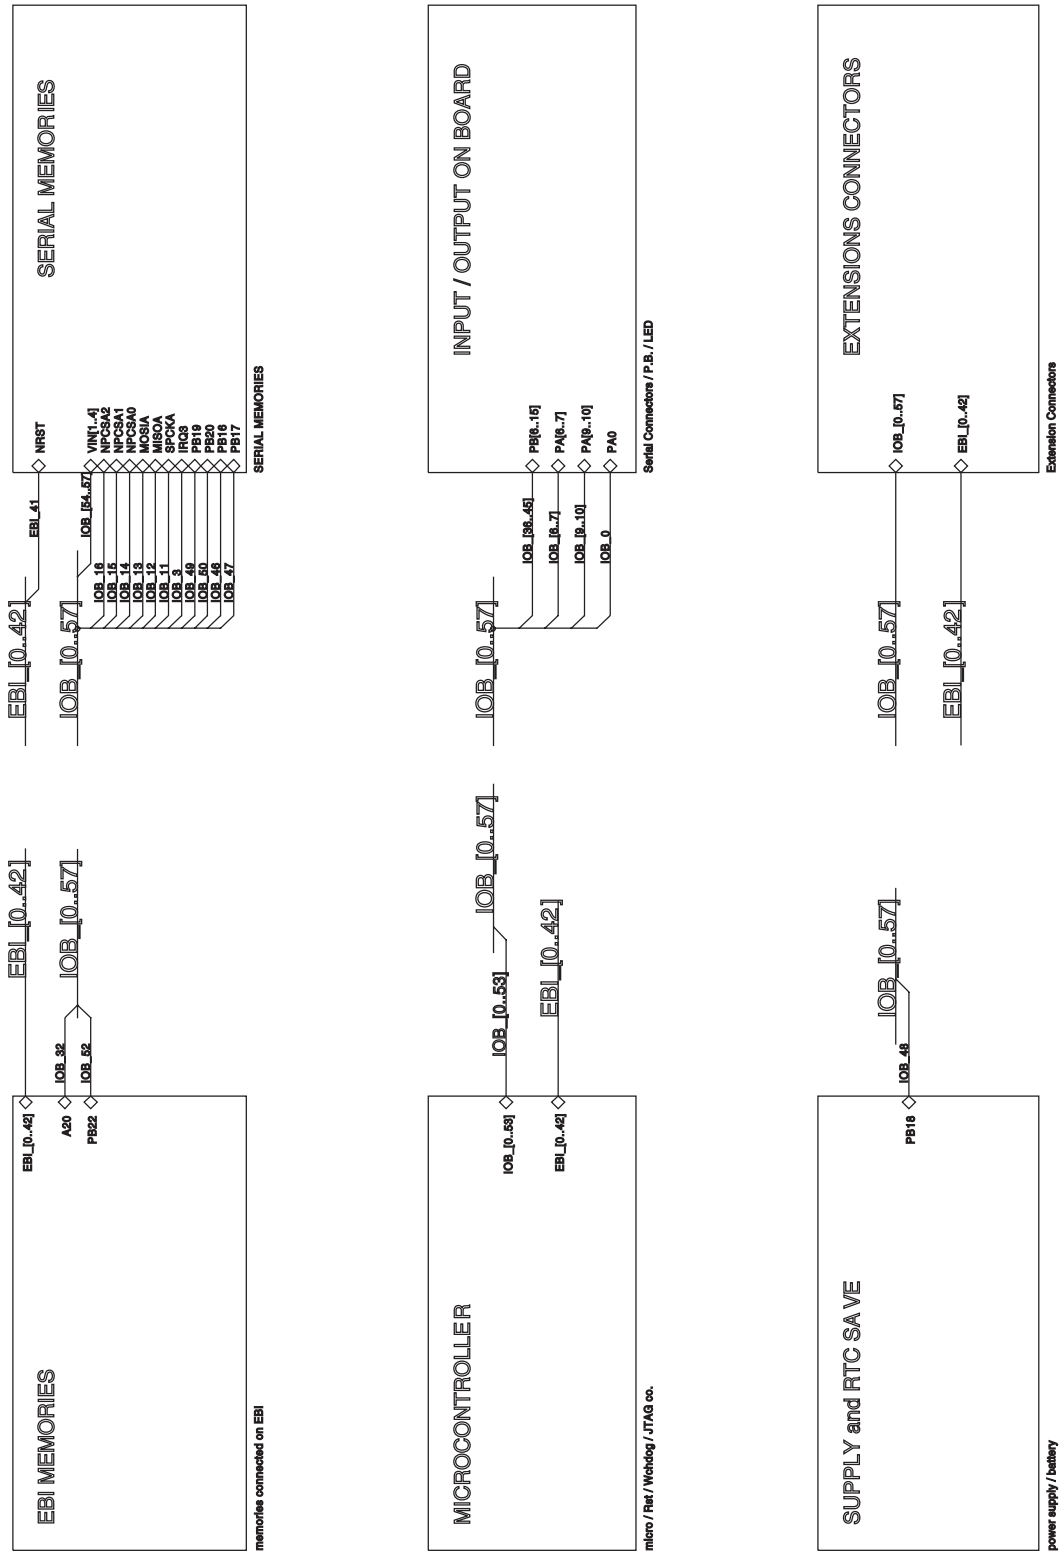 EBI MEMORIES
EBI_[0..42]
A20
PB22
IOB_32
IOB_52
EBI_[0..42]
IOB_[0..57]
memories connected on EBI
SERIAL MEMORIES
EBI_[0..42]
IOB_[0..57]
EBI_41
IOB_[54..57]
IOB_16
IOB_15
IOB_14
IOB_13
IOB_12
IOB_11
IOB_3
IOB_49
IOB_50
IOB_46
IOB_47
NRST
VIN[1..4]
NPCSA2
NPCSA1
NPCSA0
MOSIA
MISOA
SPCKA
IRQ3
PB19
PB20
PB16
PB17
SERIAL MEMORIES
MICROCONTROLLER
IOB_[0..53]
EBI_[0..42]
IOB_[0..53]
IOB_[0..57]
EBI_[0..42]
micro / Rst / Wchdog / JTAG co.
INPUT / OUTPUT ON BOARD
IOB_[0..57]
IOB_[36..45]
IOB_[6..7]
IOB_[9..10]
IOB_0
PB[6..15]
PA[6..7]
PA[9..10]
PA0
Serial Connectors / P.B. / LED
SUPPLY and RTC SAVE
PB18
IOB_48
IOB_[0..57]
power supply / battery
EXTENSIONS CONNECTORS
IOB_[0..57]
EBI_[0..42]
IOB_[0..57]
EBI_[0..42]
Extension Connectors